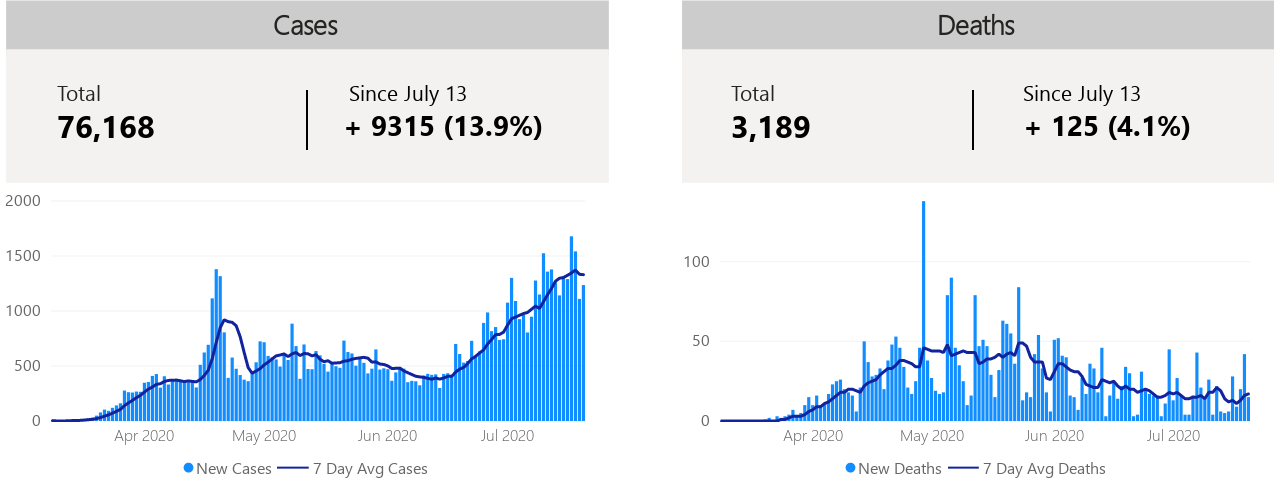 Cases
Total
Since July 13
76,168
+ 9315 (13.9%)
2000
1500
1000
500
0
Apr 2020
May 2020
Jun 2020
Jul 2020
New Cases
7 Day Avg Cases
Deaths
Total
Since July 13
3,189
+ 125 (4.1%)
100
50
0
Apr 2020
May 2020
Jun 2020
Jul 2020
New Deaths
7 Day Avg Deaths